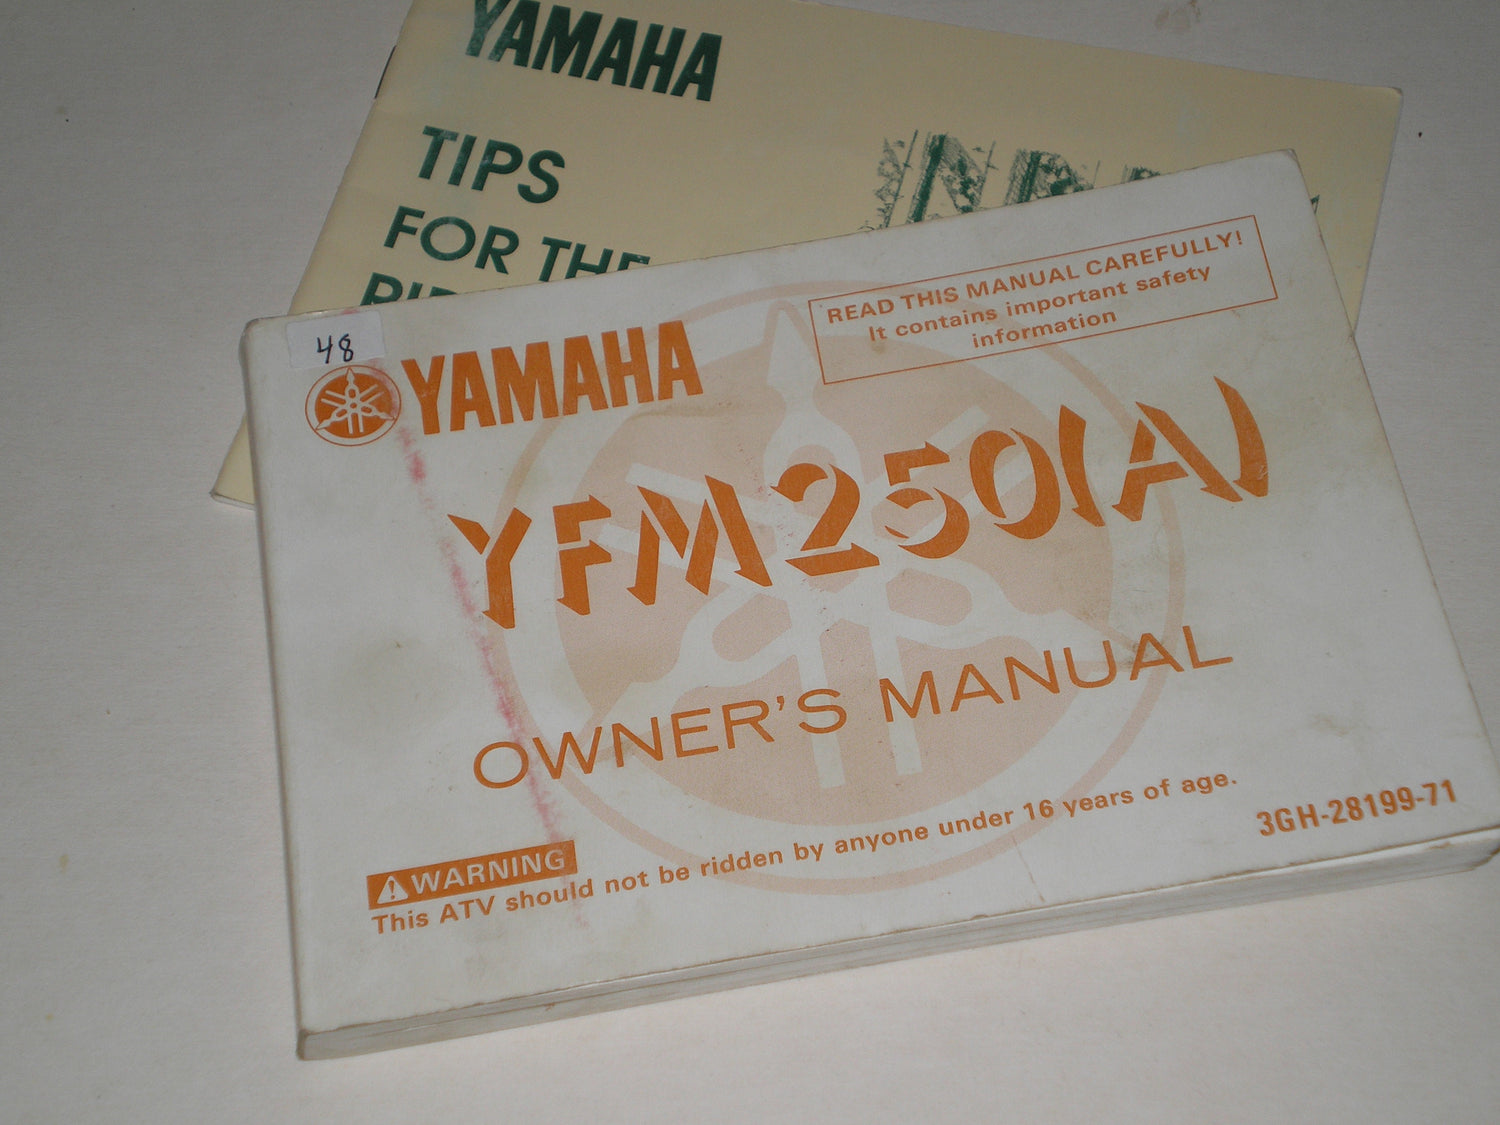 YAMAHA
TIPS
FOR THE
48
YAMAHA
READ THIS MANUAL CAREFULLY!
It contains important safety
information
YFM250(A)
OWNER'S MANUAL
WARNING
This ATV should not be ridden by anyone under 16 years of age.
3GH-28199-71